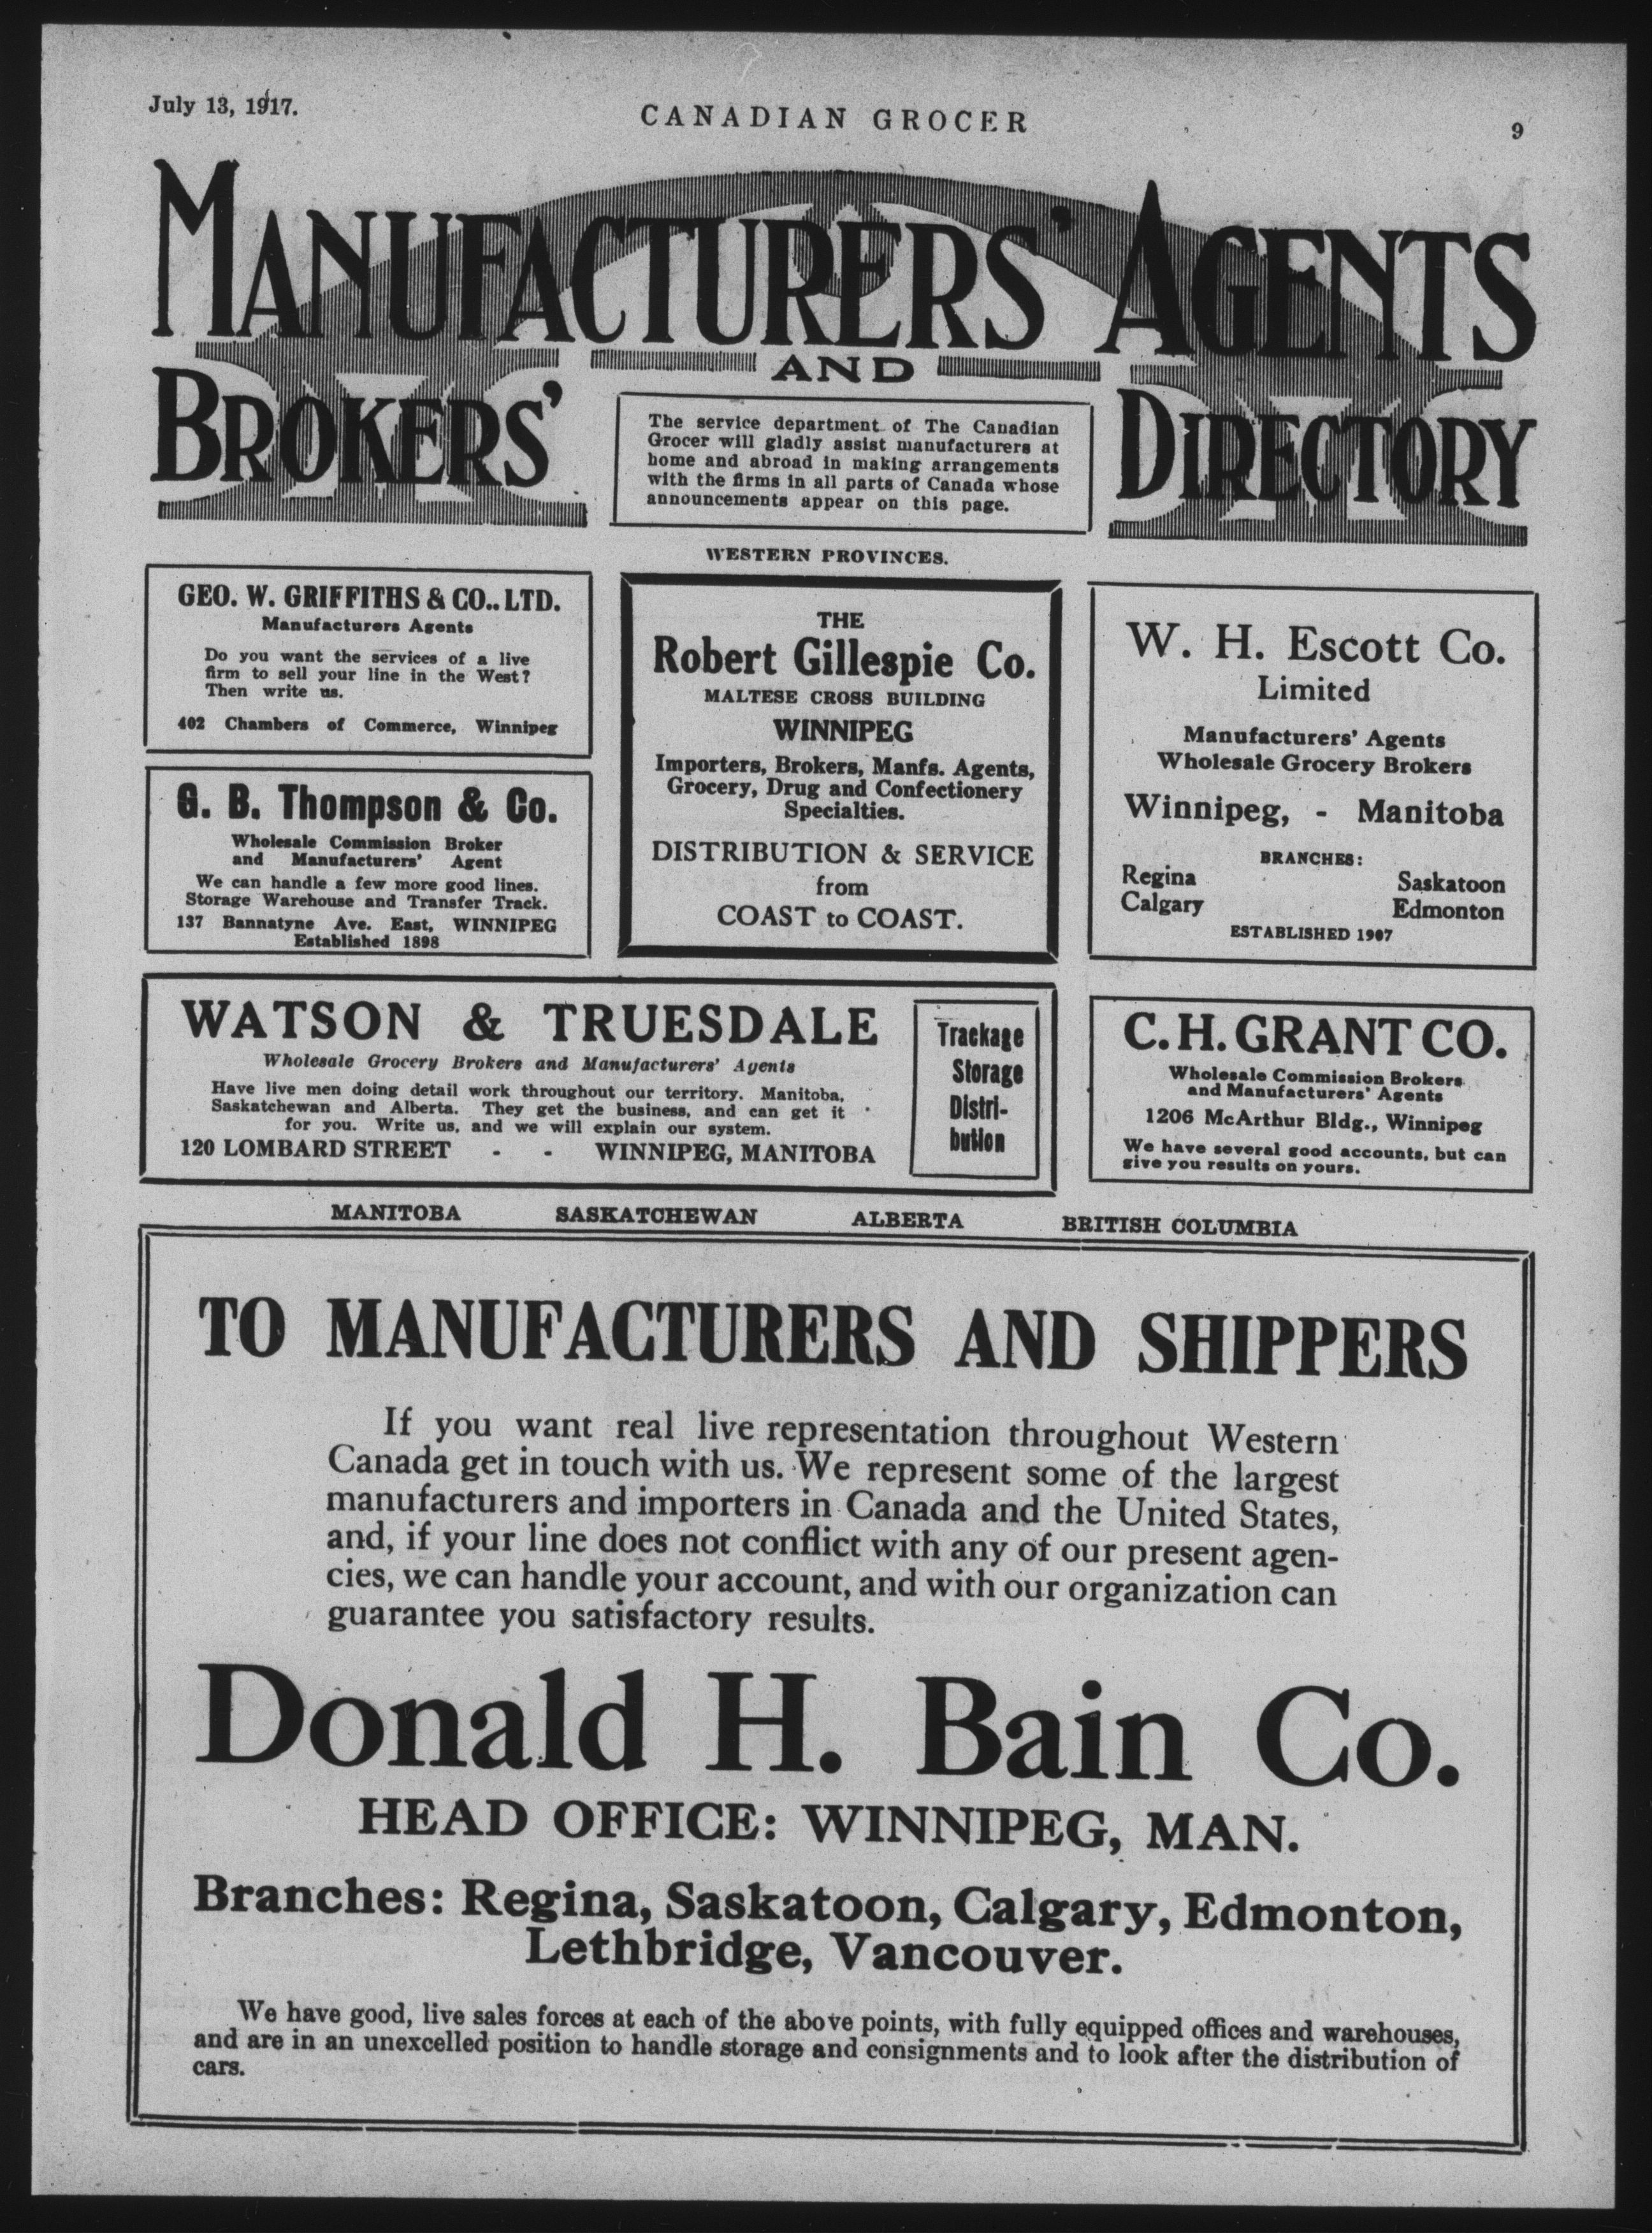 July 13, 1917.
CANADIAN GROCER
9
MANUFACTURERS' AGENTS
AND
BROKERS' DIRECTORY
The service department of The Canadian
Grocer will gladly assist manufacturers at
home and abroad in making arrangements
with the firms in all parts of Canada whose
announcements appear on this page.
WESTERN PROVINCES.
GEO. W. GRIFFITHS & CO.. LTD.
Manufacturers Agents
Do you want the services of a live
firm to sell your line in the West?
Then write us.
402 Chambers of Commerce, Winnipeg
G. B. Thompson & Co.
Wholesale Commission Broker
and Manufacturers' Agent
We can handle a few more good lines.
Storage Warehouse and Transfer Track.
137 Bannatyne Ave. East, WINNIPEG
Established 1898
THE
Robert Gillespie Co.
MALTESE CROSS BUILDING
WINNIPEG
Importers, Brokers, Manfs. Agents,
Grocery, Drug and Confectionery
Specialties.
DISTRIBUTION & SERVICE
from
COAST to COAST.
W. H. Escott Co.
Limited
Manufacturers' Agents
Wholesale Grocery Brokers
Winnipeg, - Manitoba
BRANCHES:
Regina Saskatoon
Calgary Edmonton
ESTABLISHED 1907
WATSON & TRUESDALE
Wholesale Grocery Brokers and Manufacturers' Agents
Have live men doing detail work throughout our territory. Manitoba,
Saskatchewan and Alberta. They get the business, and can get it
for you. Write us, and we will explain our system.
120 LOMBARD STREET - - WINNIPEG, MANITOBA
Trackage
Storage
Distri-
bution
C. H. GRANT CO.
Wholesale Commission Brokers
and Manufacturers' Agents
1206 McArthur Bldg., Winnipeg
We have several good accounts, but can
give you results on yours.
MANITOBA SASKATCHEWAN ALBERTA BRITISH COLUMBIA
TO MANUFACTURERS AND SHIPPERS
If you want real live representation throughout Western
Canada get in touch with us. We represent some of the largest
manufacturers and importers in Canada and the United States,
and, if your line does not conflict with any of our present agen-
cies, we can handle your account, and with our organization can
guarantee you satisfactory results.
Donald H. Bain Co.
HEAD OFFICE: WINNIPEG, MAN.
Branches: Regina, Saskatoon, Calgary, Edmonton,
Lethbridge, Vancouver.
We have good, live sales forces at each of the above points, with fully equipped offices and warehouses,
and are in an unexcelled position to handle storage and consignments and to look after the distribution of
cars.